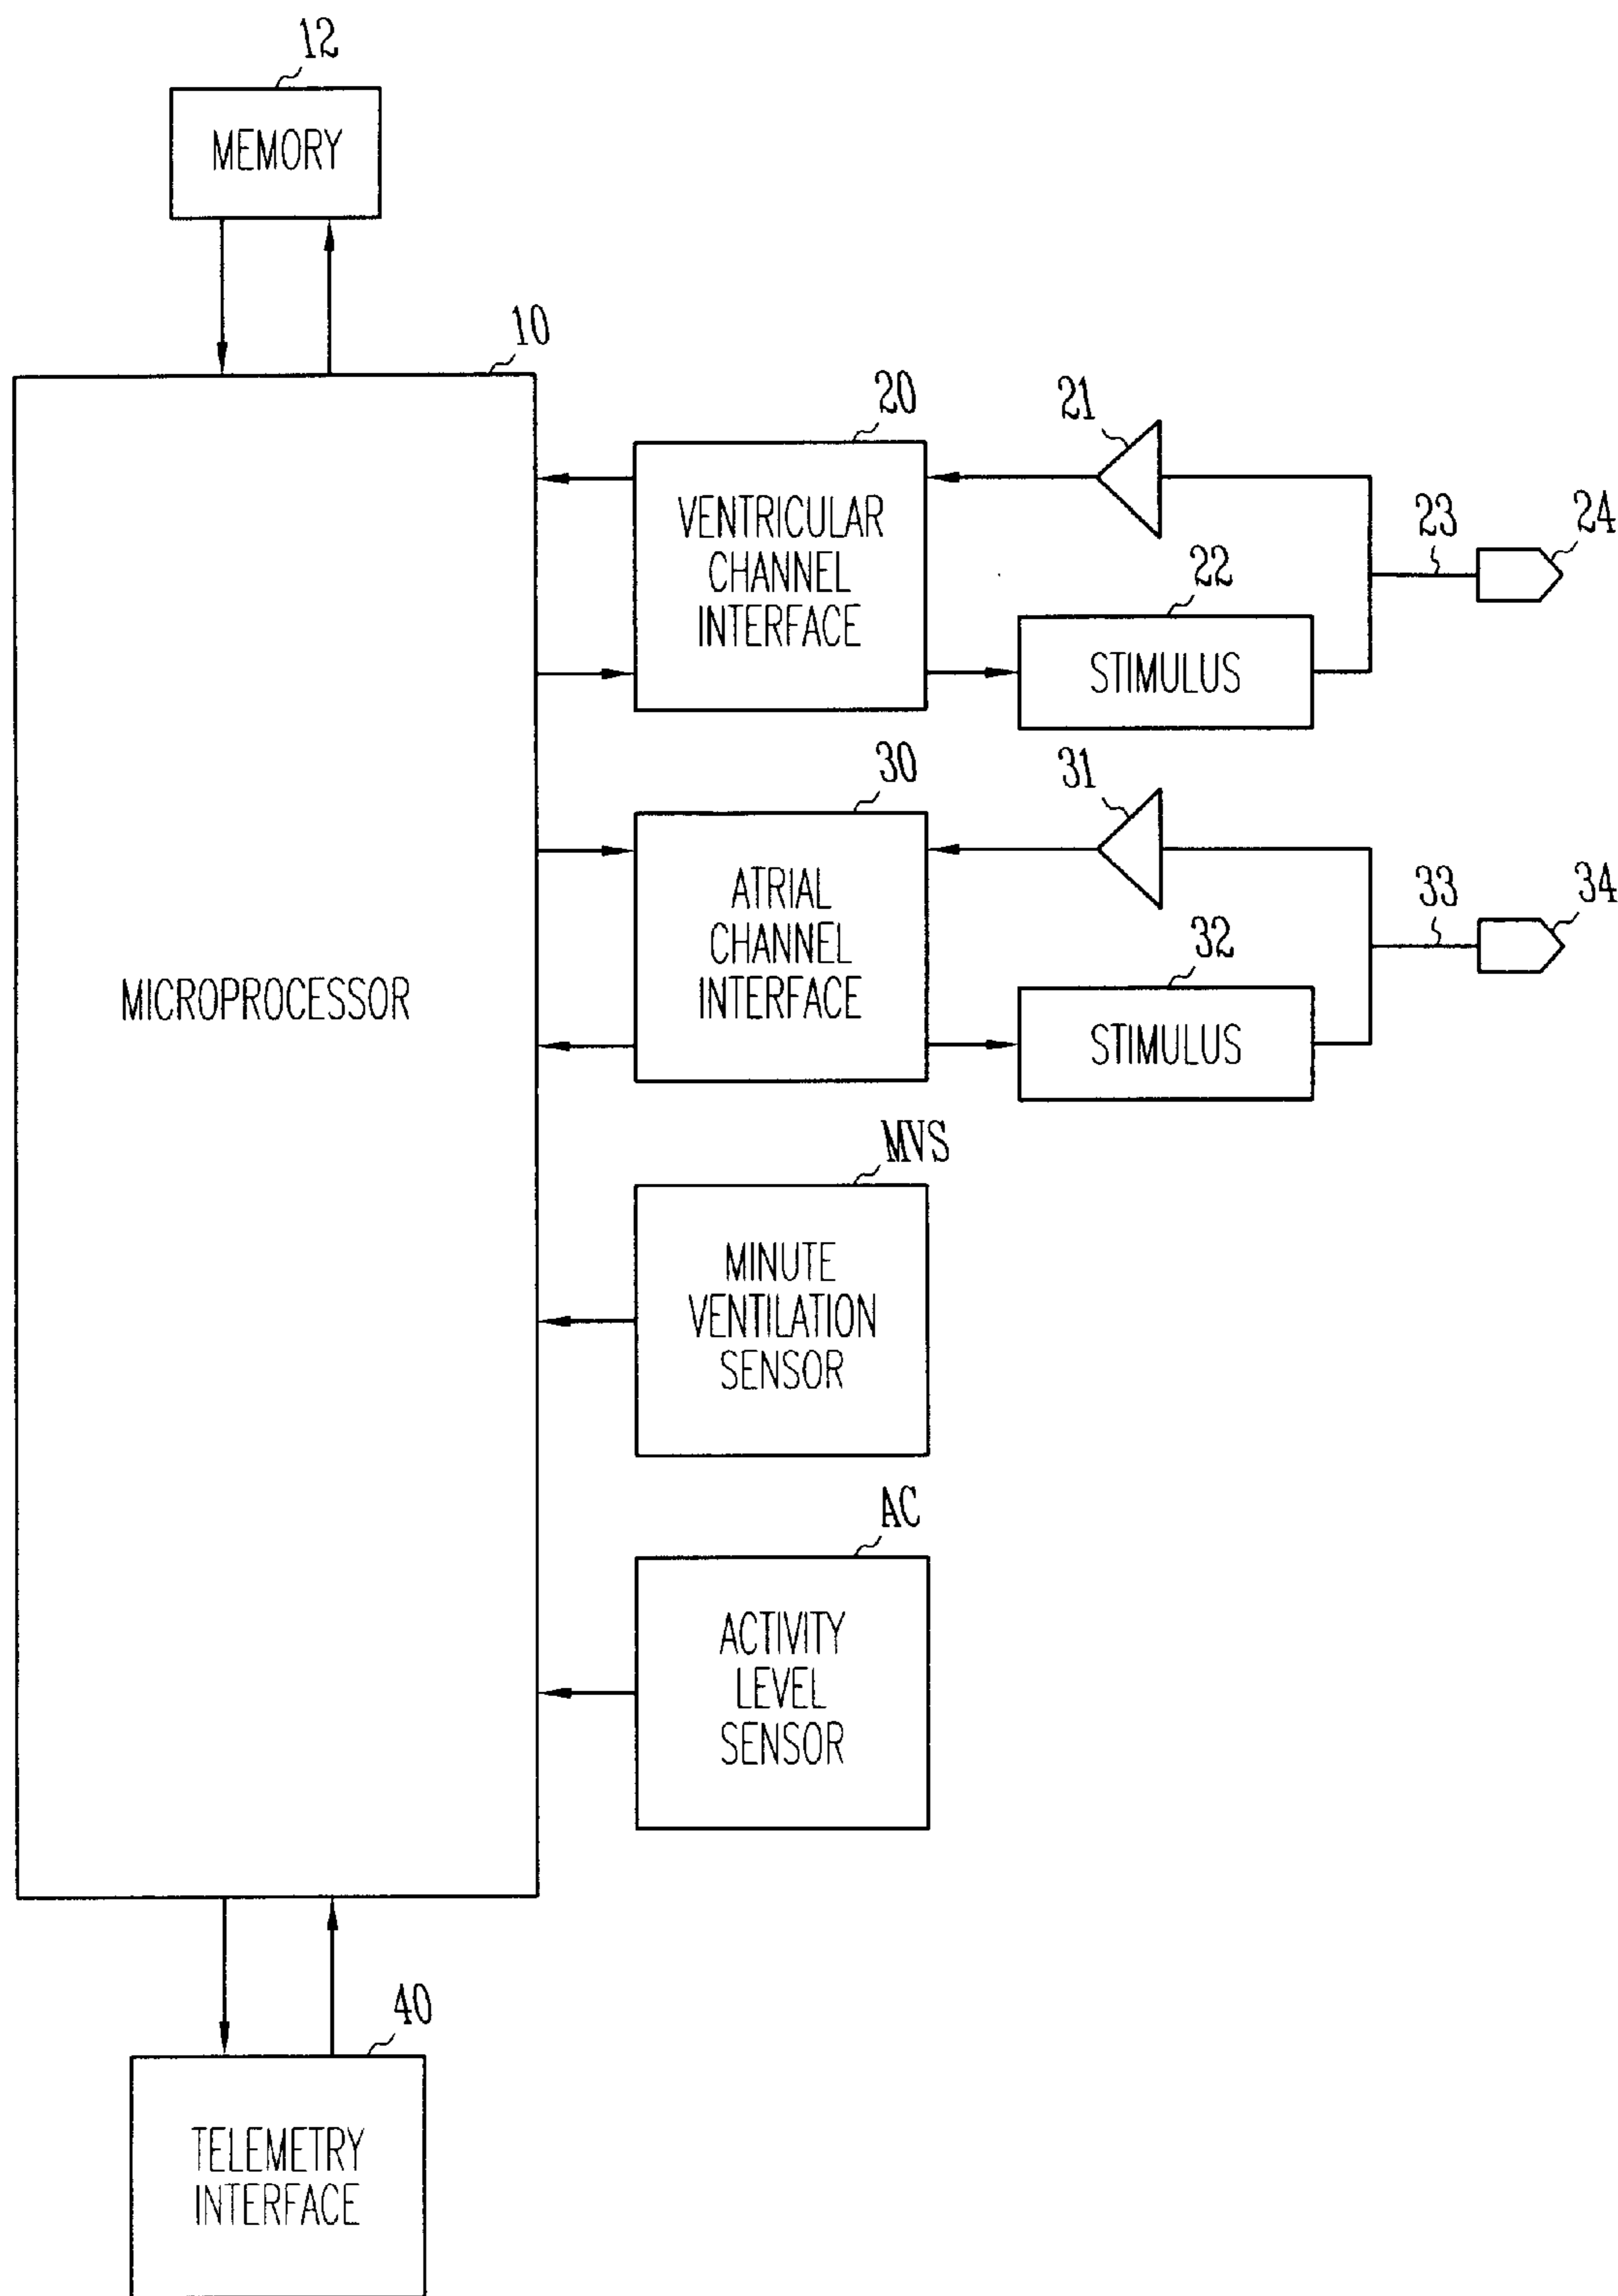 12
MEMORY
10
MICROPROCESSOR
20
VENTRICULAR
CHANNEL
INTERFACE
21
22
STIMULUS
23
24
30
ATRIAL
CHANNEL
INTERFACE
31
32
STIMULUS
33
34
MVS
MINUTE
VENTILATION
SENSOR
AC
ACTIVITY
LEVEL
SENSOR
40
TELEMETRY
INTERFACE